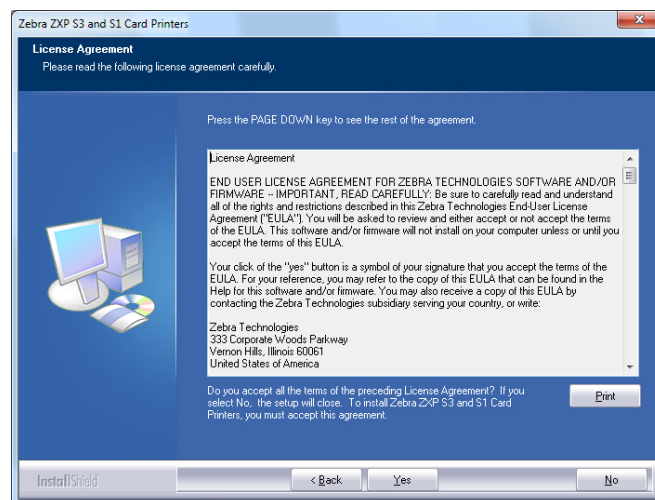 Zebra ZXP S3 and S1 Card Printers
License Agreement
Please read the following license agreement carefully.
Press the PAGE DOWN key to see the rest of the agreement.
License Agreement
END USER LICENSE AGREEMENT FOR ZEBRA TECHNOLOGIES SOFTWARE AND/OR
FIRMWARE -- IMPORTANT, READ CAREFULLY: Be sure to carefully read and understand
all of the rights and restrictions described in this Zebra Technologies End-User License
Agreement ("EULA"). You will be asked to review and either accept or not accept the terms
of the EULA. This software and/or firmware will not install on your computer unless or until you
accept the terms of this EULA.
Your click of the "yes" button is a symbol of your signature that you accept the terms of the
EULA. For your reference, you may refer to the copy of this EULA that can be found in the
Help for this software and/or firmware. You may also receive a copy of this EULA by
contacting the Zebra Technologies subsidiary serving your country, or write:
Zebra Technologies
333 Corporate Woods Parkway
Vernon Hills, Illinois 60061
United States of America
Do you accept all the terms of the preceding License Agreement? If you
select No, the setup will close. To install Zebra ZXP S3 and S1 Card
Printers, you must accept this agreement.
Print
InstallShield
< Back
Yes
No